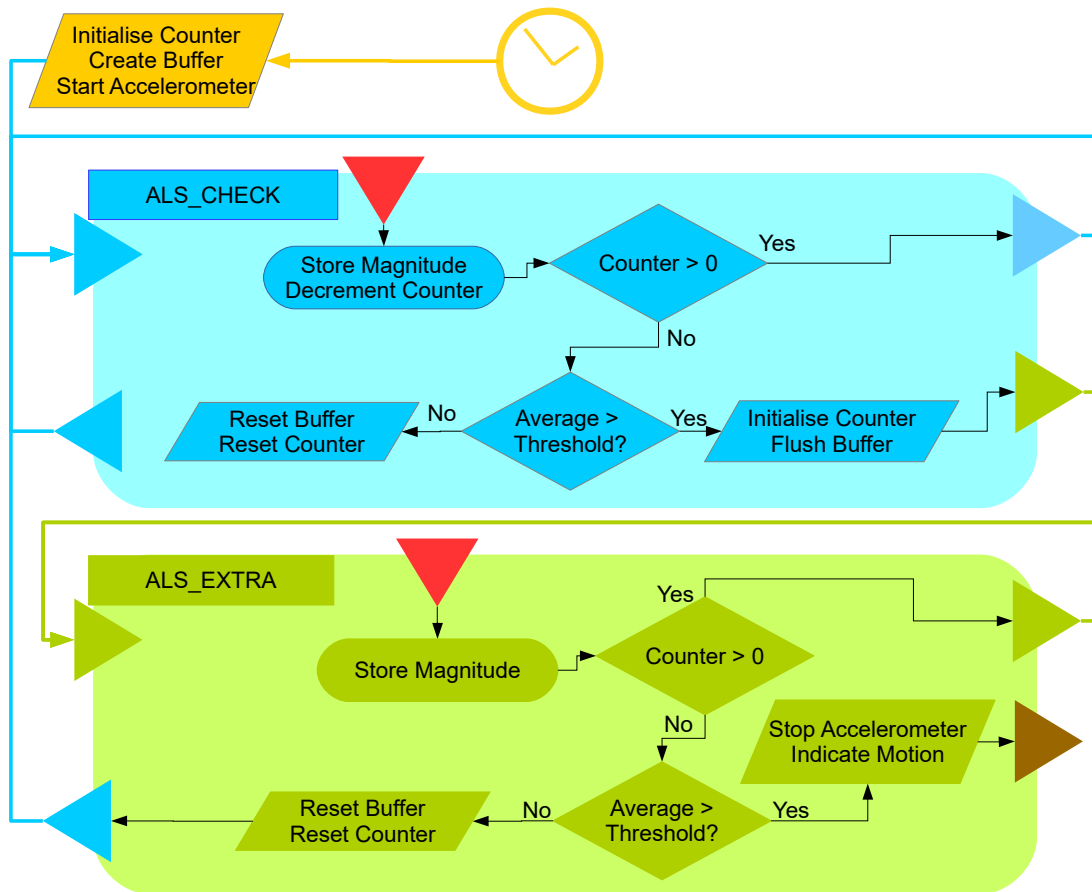 Initialise Counter
Create Buffer
Start Accelerometer
ALS_CHECK
Store Magnitude
Decrement Counter
Counter > 0
Yes
No
Average >
Threshold?
No
Reset Buffer
Reset Counter
Yes
Initialise Counter
Flush Buffer
ALS_EXTRA
Store Magnitude
Counter > 0
Yes
No
Average >
Threshold?
No
Reset Buffer
Reset Counter
Yes
Stop Accelerometer
Indicate Motion